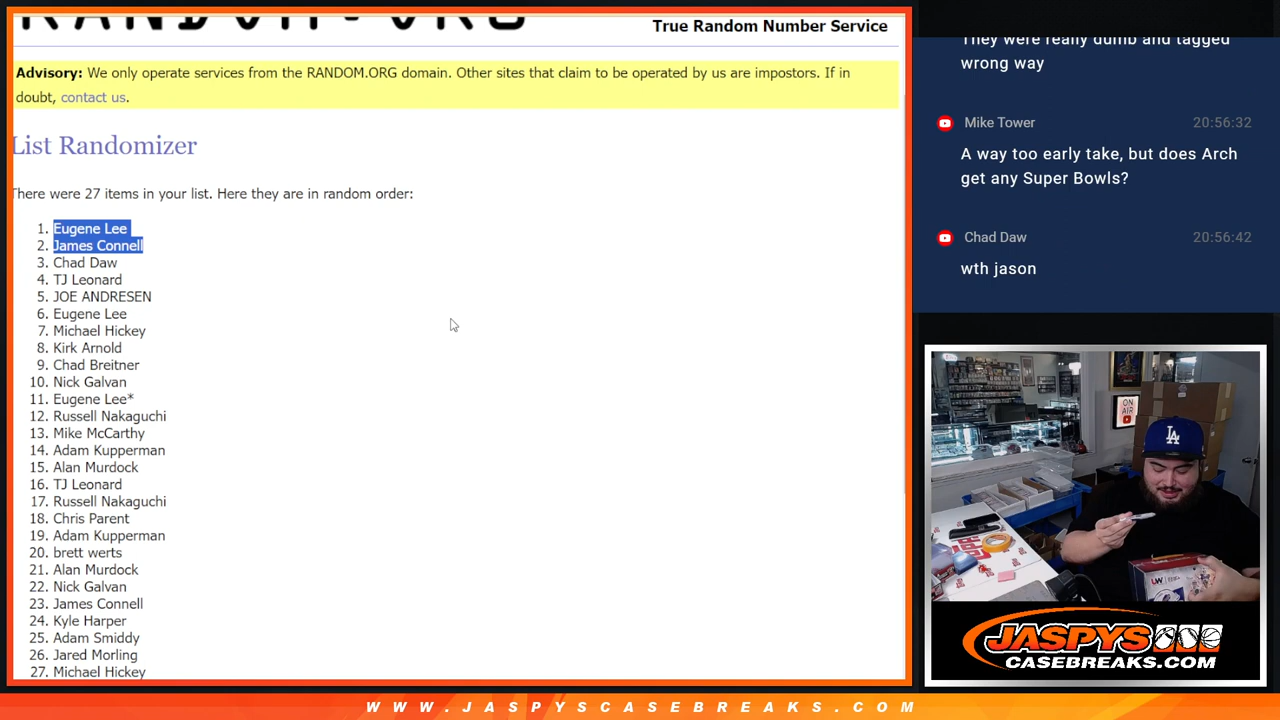 RANDOM.ORG
True Random Number Service
Advisory: We only operate services from the RANDOM.ORG domain. Other sites that claim to be operated by us are impostors. If in
doubt, contact us.
List Randomizer
There were 27 items in your list. Here they are in random order:
1. Eugene Lee
2. James Connell
3. Chad Daw
4. TJ Leonard
5. JOE ANDRESEN
6. Eugene Lee
7. Michael Hickey
8. Kirk Arnold
9. Chad Breitner
10. Nick Galvan
11. Eugene Lee*
12. Russell Nakaguchi
13. Mike McCarthy
14. Adam Kupperman
15. Alan Murdock
16. TJ Leonard
17. Russell Nakaguchi
18. Chris Parent
19. Adam Kupperman
20. brett werts
21. Alan Murdock
22. Nick Galvan
23. James Connell
24. Kyle Harper
25. Adam Smiddy
26. Jared Morling
27. Michael Hickey
They were really dumb and tagged
wrong way
Mike Tower 20:56:32
A way too early take, but does Arch
get any Super Bowls?
Chad Daw 20:56:42
wth jason
ON
AIR
LA
JASPYS
CASEBREAKS.COM
WWW.JASPYSCASEBREAKS.COM